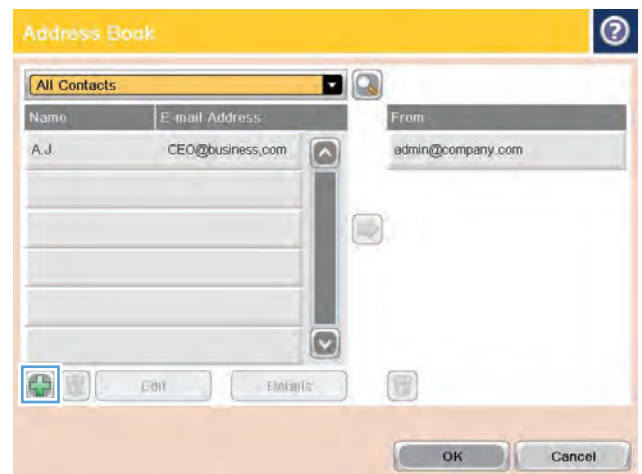 Address Book
?
All Contacts
Name E-mail Address From
A.J. CEO@business,com admin@company.com
Edit Details
OK Cancel